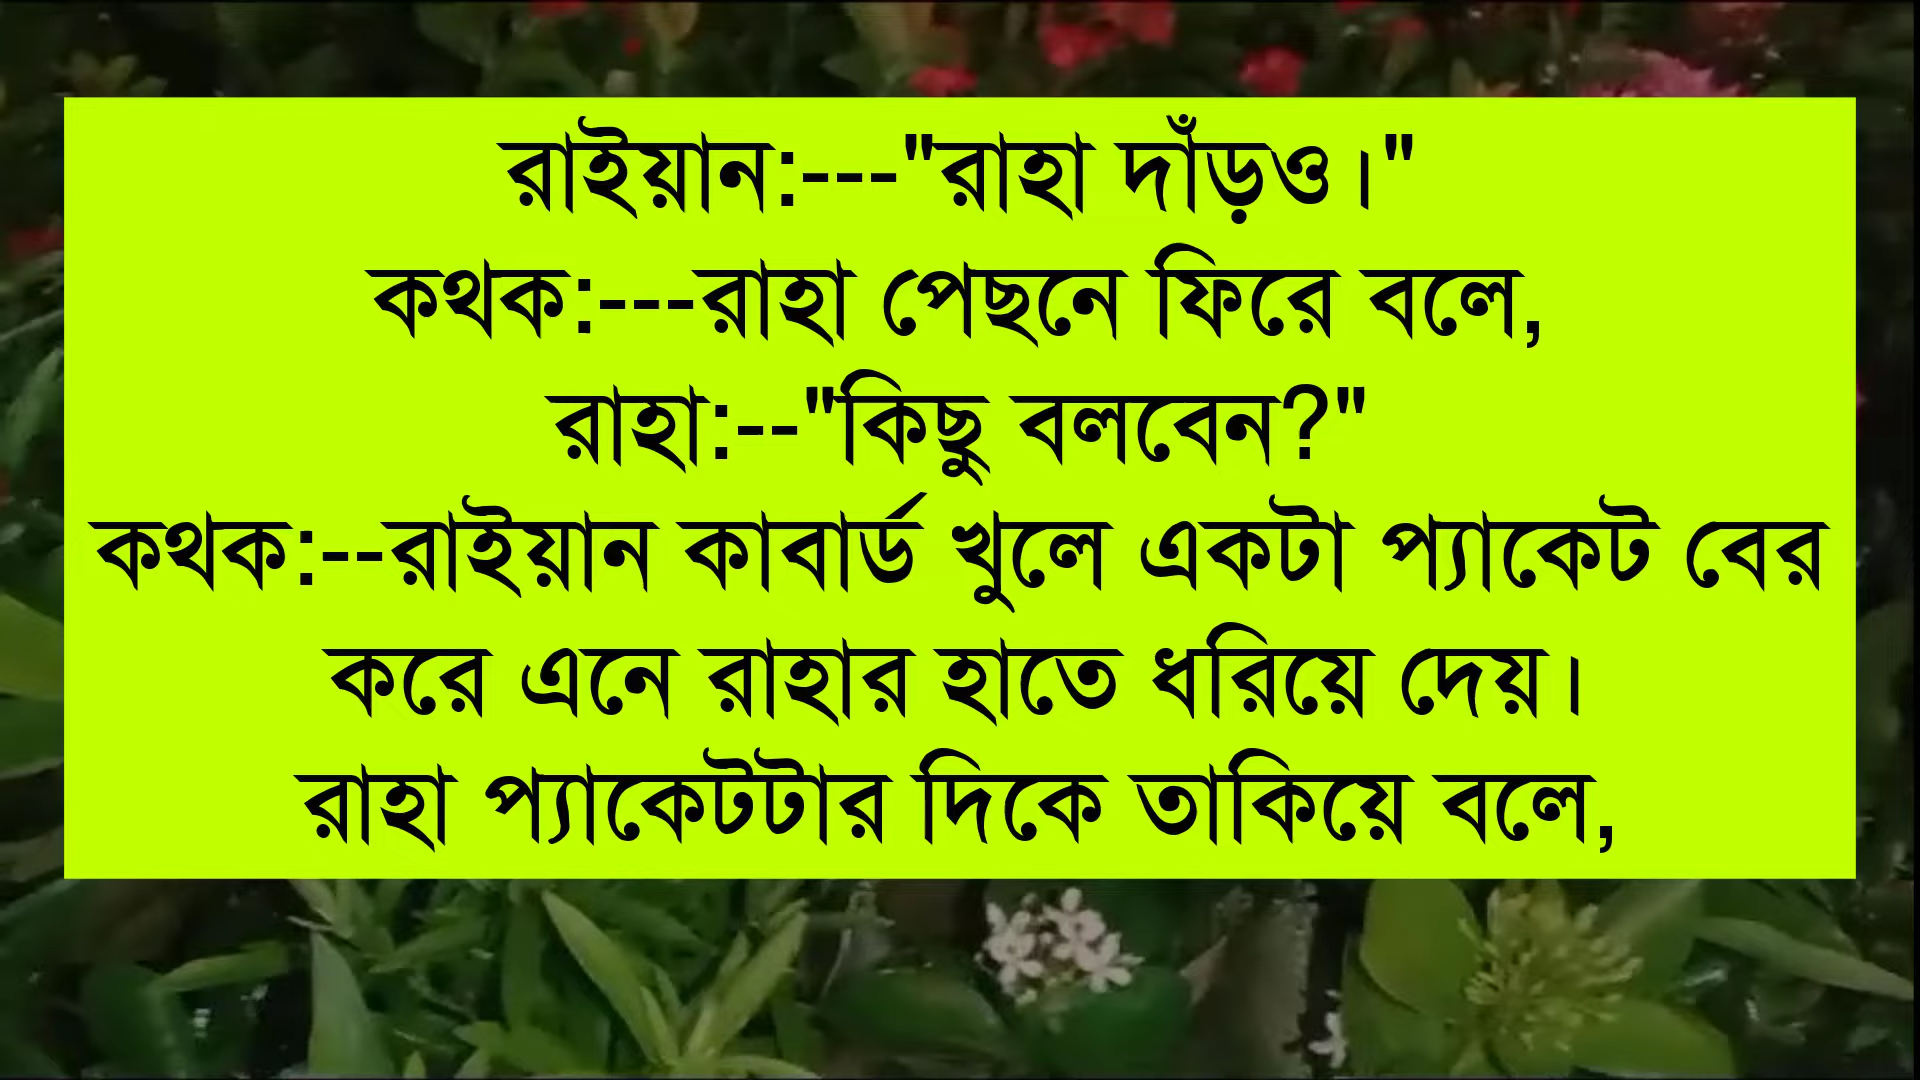 রাইয়ান:---"রাহা দাঁড়ও।"
কথক:---রাহা পেছনে ফিরে বলে,
রাহা:--"কিছু বলবেন?"
কথক:--রাইয়ান কাবার্ড খুলে একটা প্যাকেট বের
করে এনে রাহার হাতে ধরিয়ে দেয়।
রাহা প্যাকেটটার দিকে তাকিয়ে বলে,